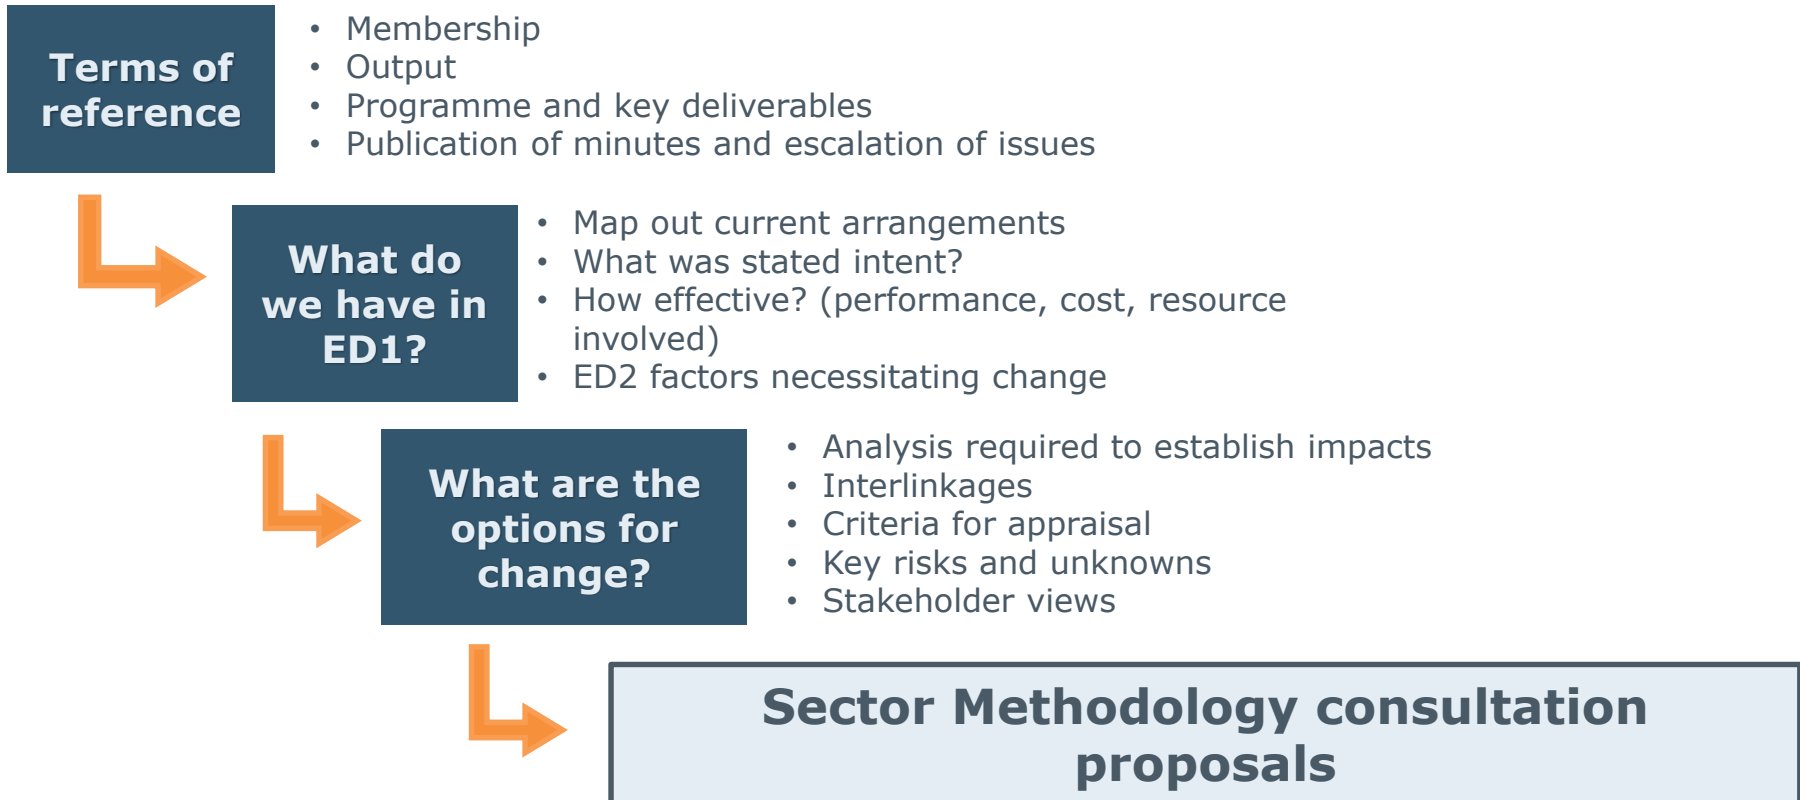 Terms of
reference
• Membership
• Output
• Programme and key deliverables
• Publication of minutes and escalation of issues
What do
we have in
ED1?
• Map out current arrangements
• What was stated intent?
• How effective? (performance, cost, resource
involved)
• ED2 factors necessitating change
What are the
options for
change?
• Analysis required to establish impacts
• Interlinkages
• Criteria for appraisal
• Key risks and unknowns
• Stakeholder views
Sector Methodology consultation
proposals